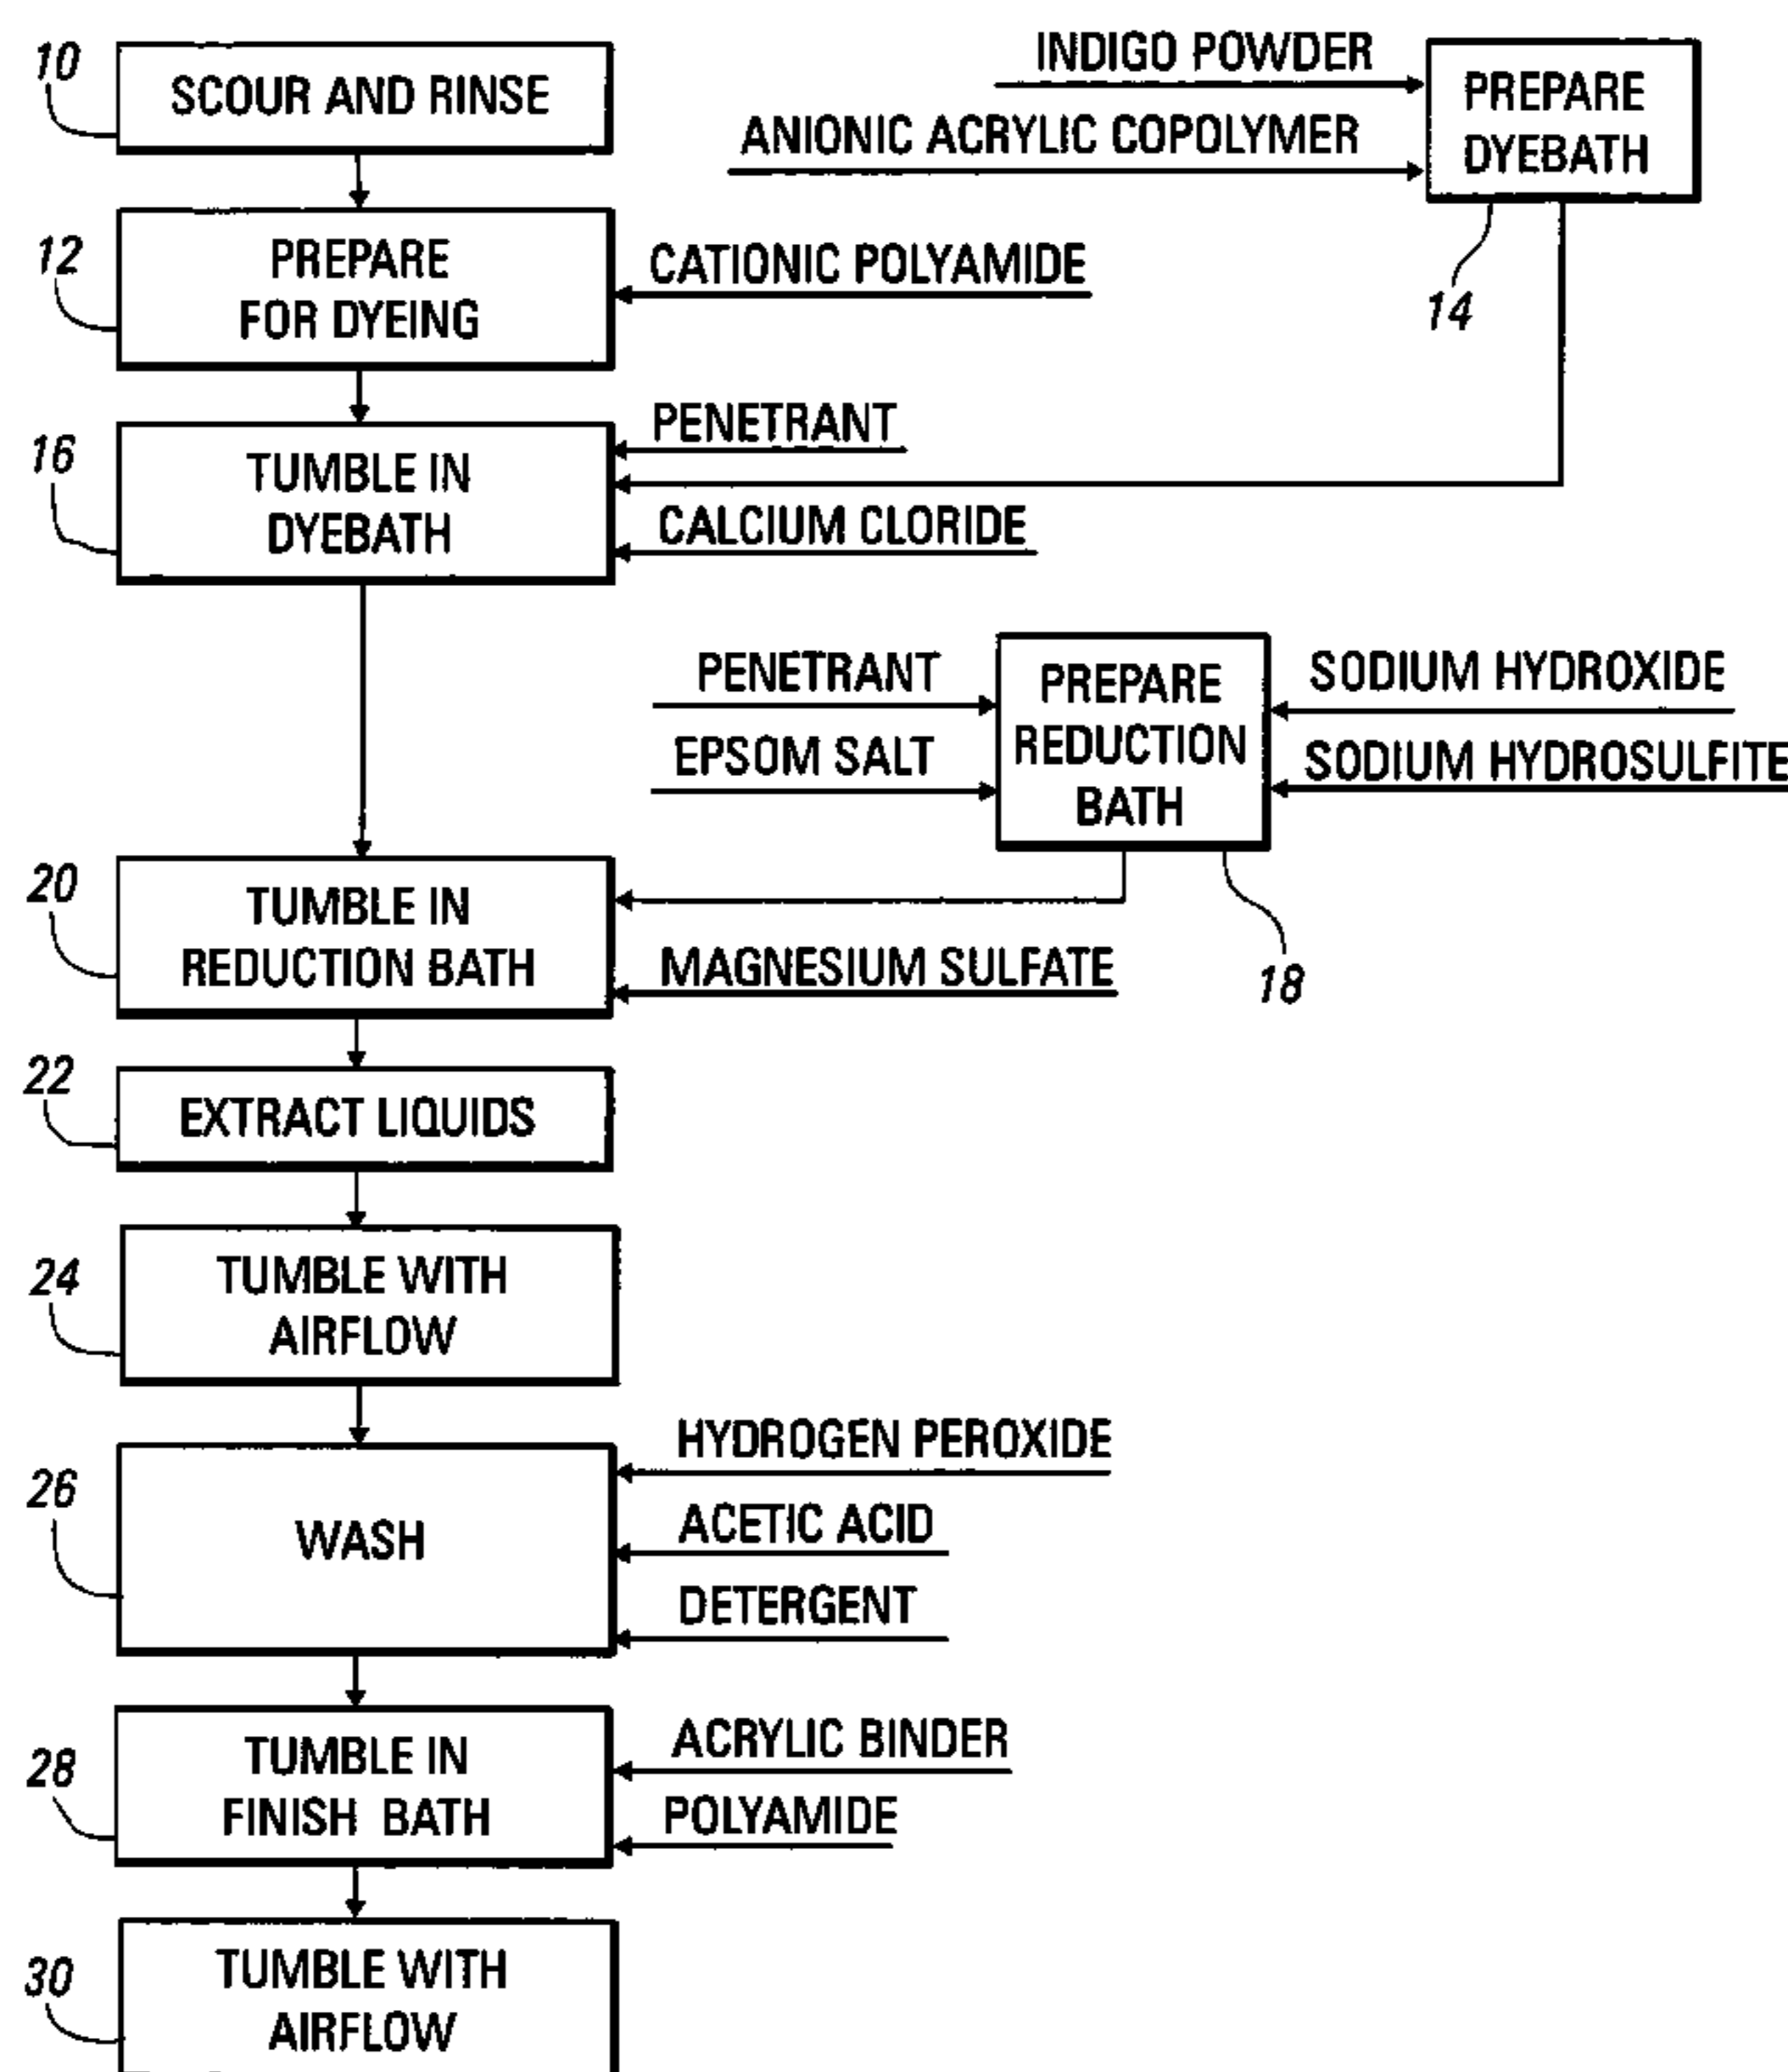 10
SCOUR AND RINSE
INDIGO POWDER
ANIONIC ACRYLIC COPOLYMER
PREPARE
DYEBATH
14
12
PREPARE
FOR DYEING
CATIONIC POLYAMIDE
16
TUMBLE IN
DYEBATH
PENETRANT
CALCIUM CLORIDE
PENETRANT
EPSOM SALT
PREPARE
REDUCTION
BATH
SODIUM HYDROXIDE
SODIUM HYDROSULFITE
18
20
TUMBLE IN
REDUCTION BATH
MAGNESIUM SULFATE
22
EXTRACT LIQUIDS
24
TUMBLE WITH
AIRFLOW
26
WASH
HYDROGEN PEROXIDE
ACETIC ACID
DETERGENT
28
TUMBLE IN
FINISH BATH
ACRYLIC BINDER
POLYAMIDE
30
TUMBLE WITH
AIRFLOW